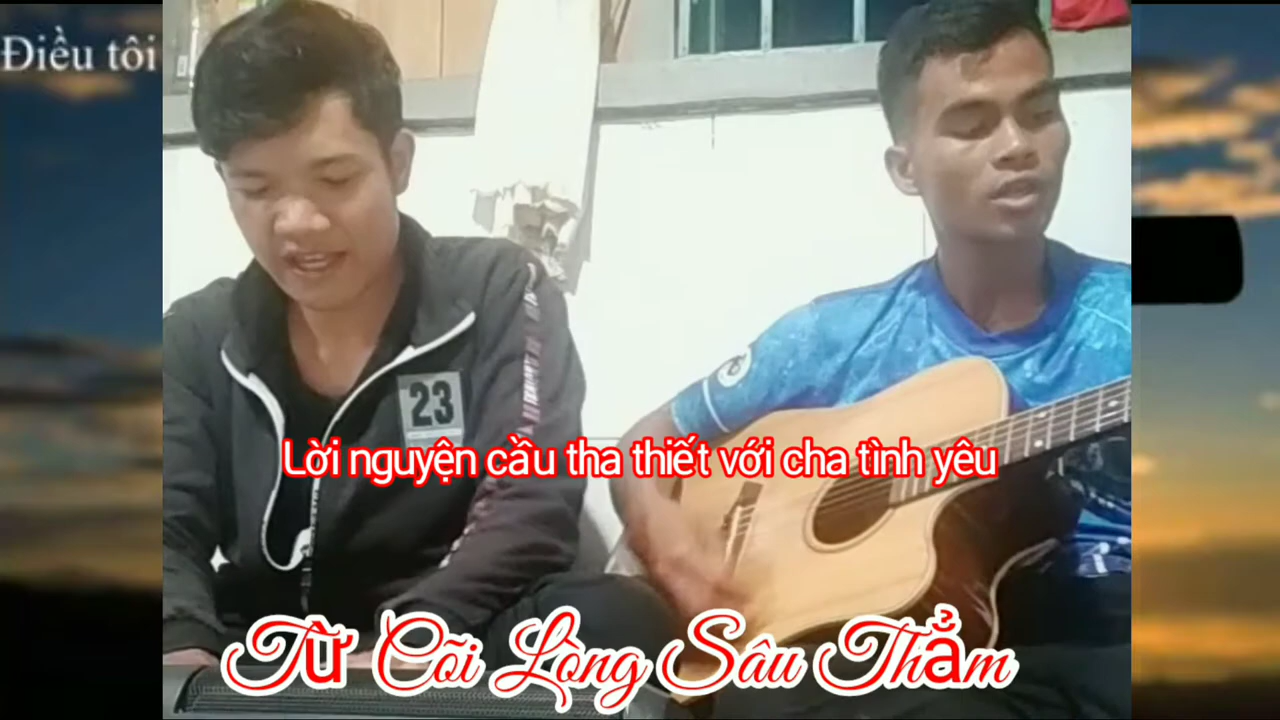 Điều tôi
23
Lời nguyện cầu tha thiết với cha tình yêu
Từ Cõi Lòng Sâu Thẳm